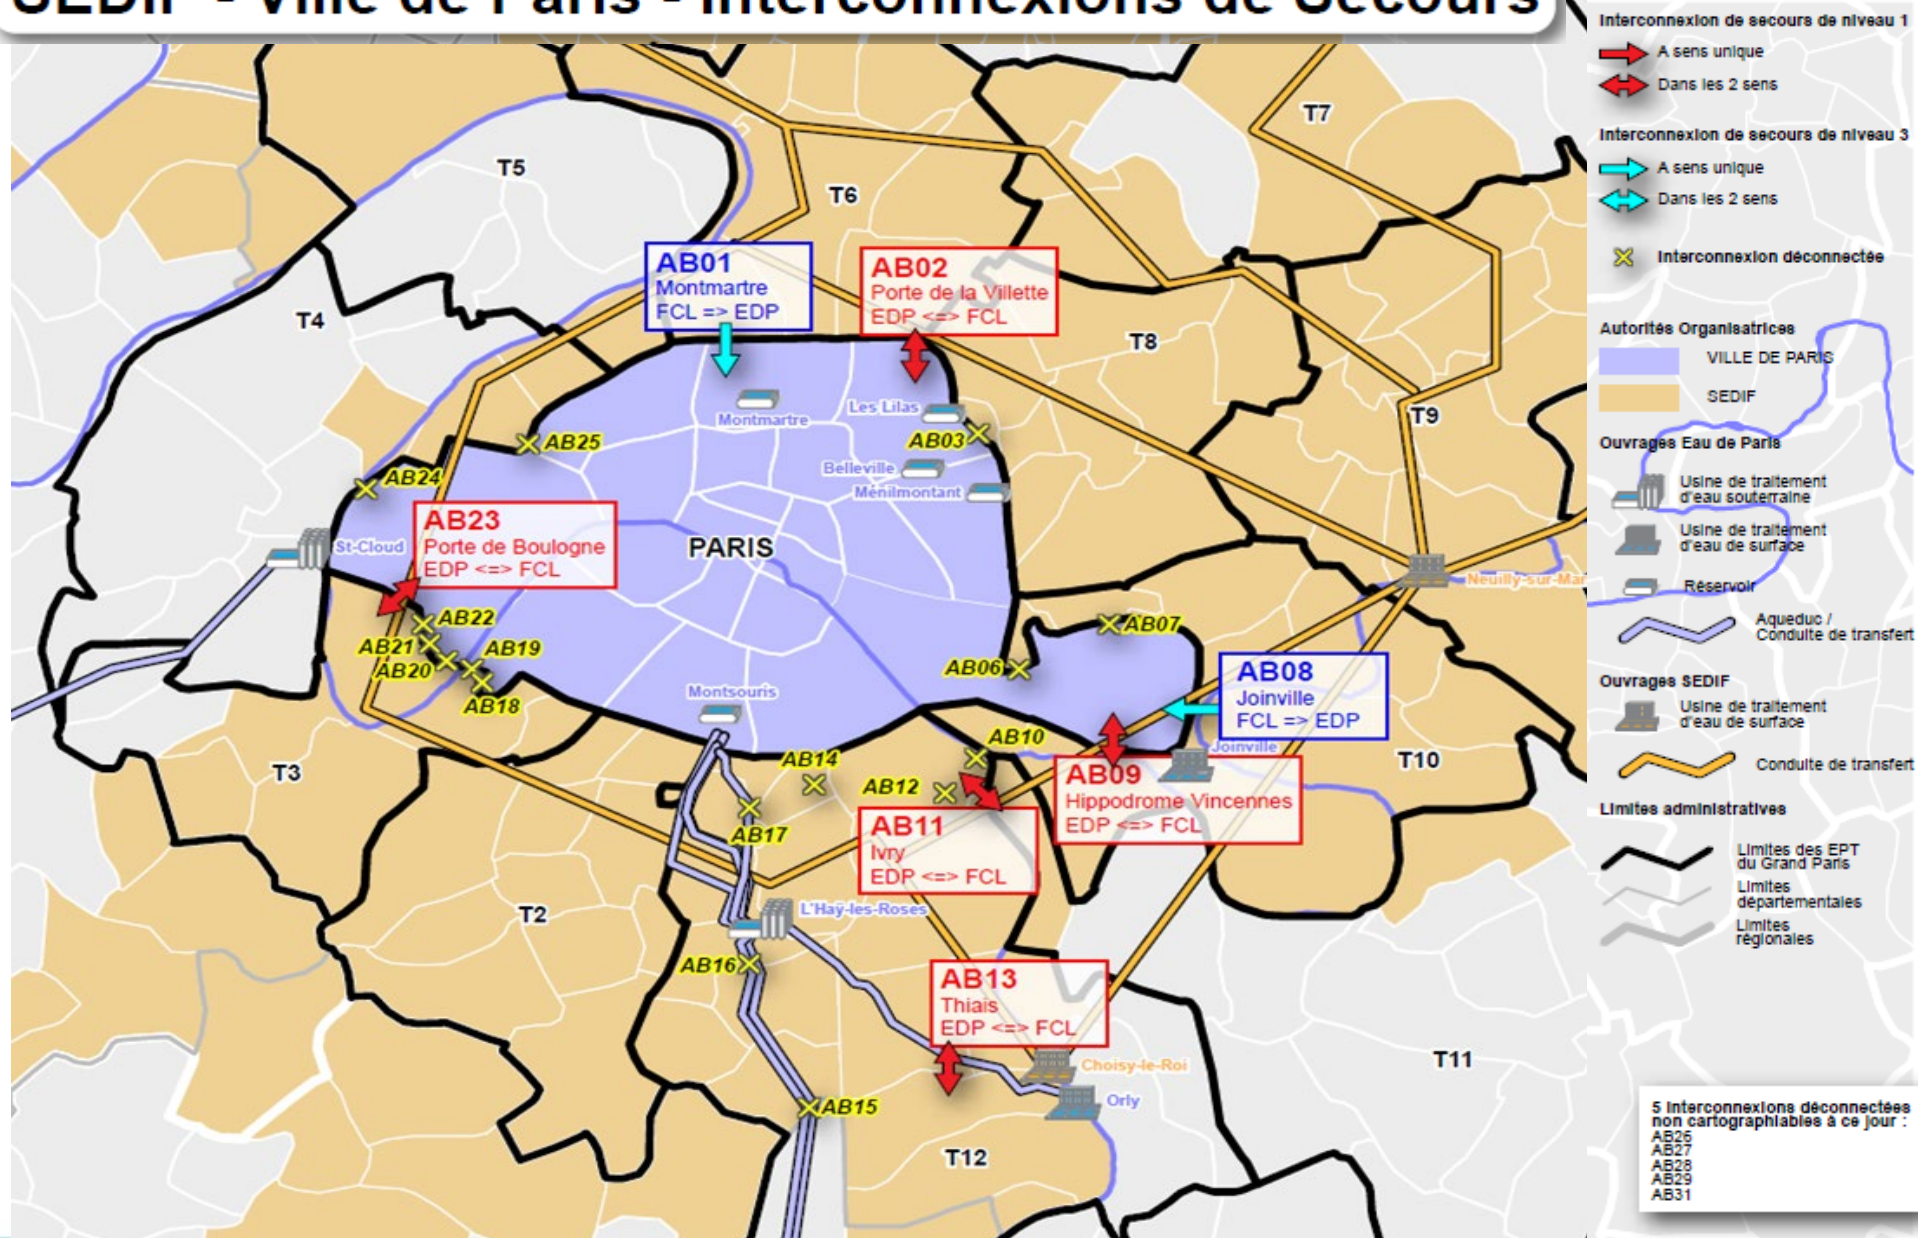 SEDIF - Ville de Paris - Interconnexions de Secours
T5
T6
T7
T4
T8
T9
T3
T2
T10
T11
T12
AB01
Montmartre
FCL => EDP
AB02
Porte de la Villette
EDP <=> FCL
Montmartre
Les Lilas
AB03
Belleville
Ménilmontant
AB25
AB24
AB23
Porte de Boulogne
EDP <=> FCL
St-Cloud
PARIS
AB22
AB21
AB20
AB19
AB18
Neuilly-sur-Mar
AB07
AB06
AB08
Joinville
FCL => EDP
Joinville
Montsouris
AB10
AB14
AB12
AB17
AB09
Hippodrome Vincennes
EDP <=> FCL
AB11
Ivry
EDP <=> FCL
L'Haÿ-les-Roses
AB16
AB13
Thiais
EDP <=> FCL
Choisy-le-Roi
Orly
AB15
Interconnexion de secours de niveau 1
A sens unique
Dans les 2 sens
Interconnexion de secours de niveau 3
A sens unique
Dans les 2 sens
Interconnexion déconnectée
Autorités Organisatrices
VILLE DE PARIS
SEDIF
Ouvrages Eau de Paris
Usine de traitement
d'eau souterraine
Usine de traitement
d'eau de surface
Réservoir
Aqueduc /
Conduite de transfert
Ouvrages SEDIF
Usine de traitement
d'eau de surface
Conduite de transfert
Limites administratives
Limites des EPT
du Grand Paris
Limites
départementales
Limites
régionales
5 interconnexions déconnectées
non cartographiables à ce jour :
AB26
AB27
AB28
AB29
AB31